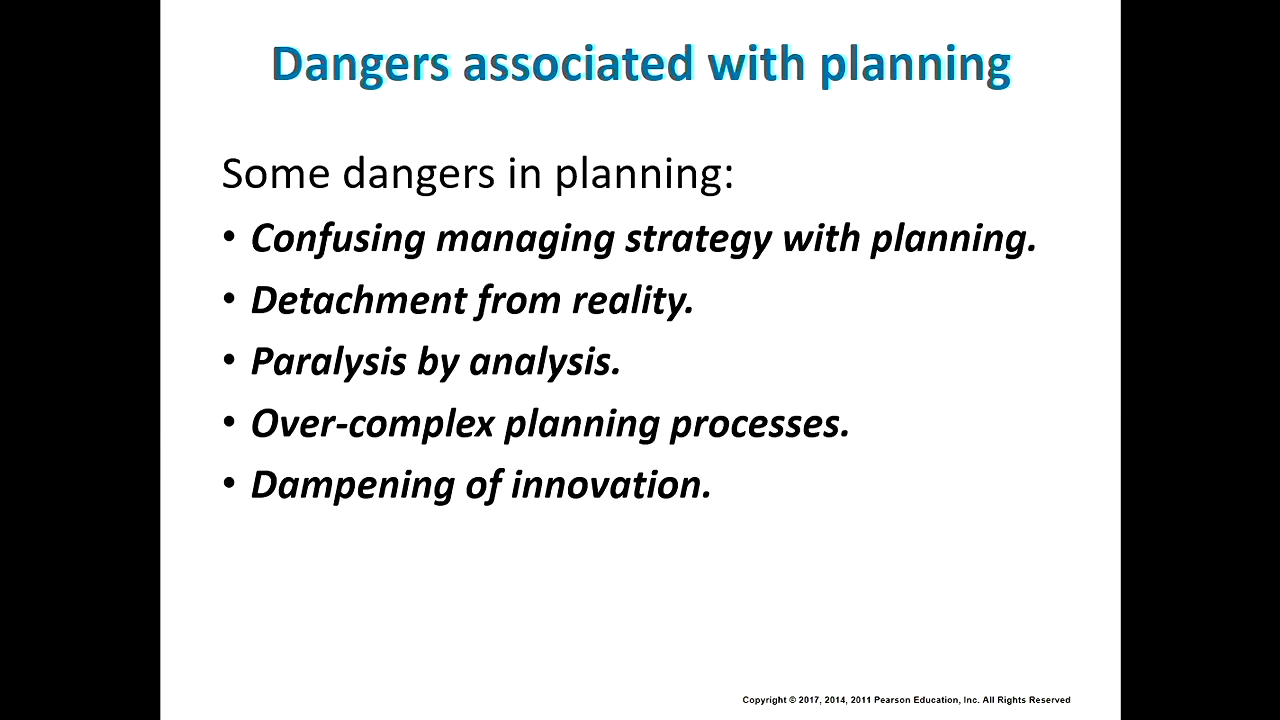 Dangers associated with planning
Some dangers in planning:
• Confusing managing strategy with planning.
• Detachment from reality.
• Paralysis by analysis.
• Over-complex planning processes.
• Dampening of innovation.
Copyright © 2017, 2014, 2011 Pearson Education, Inc. All Rights Reserved